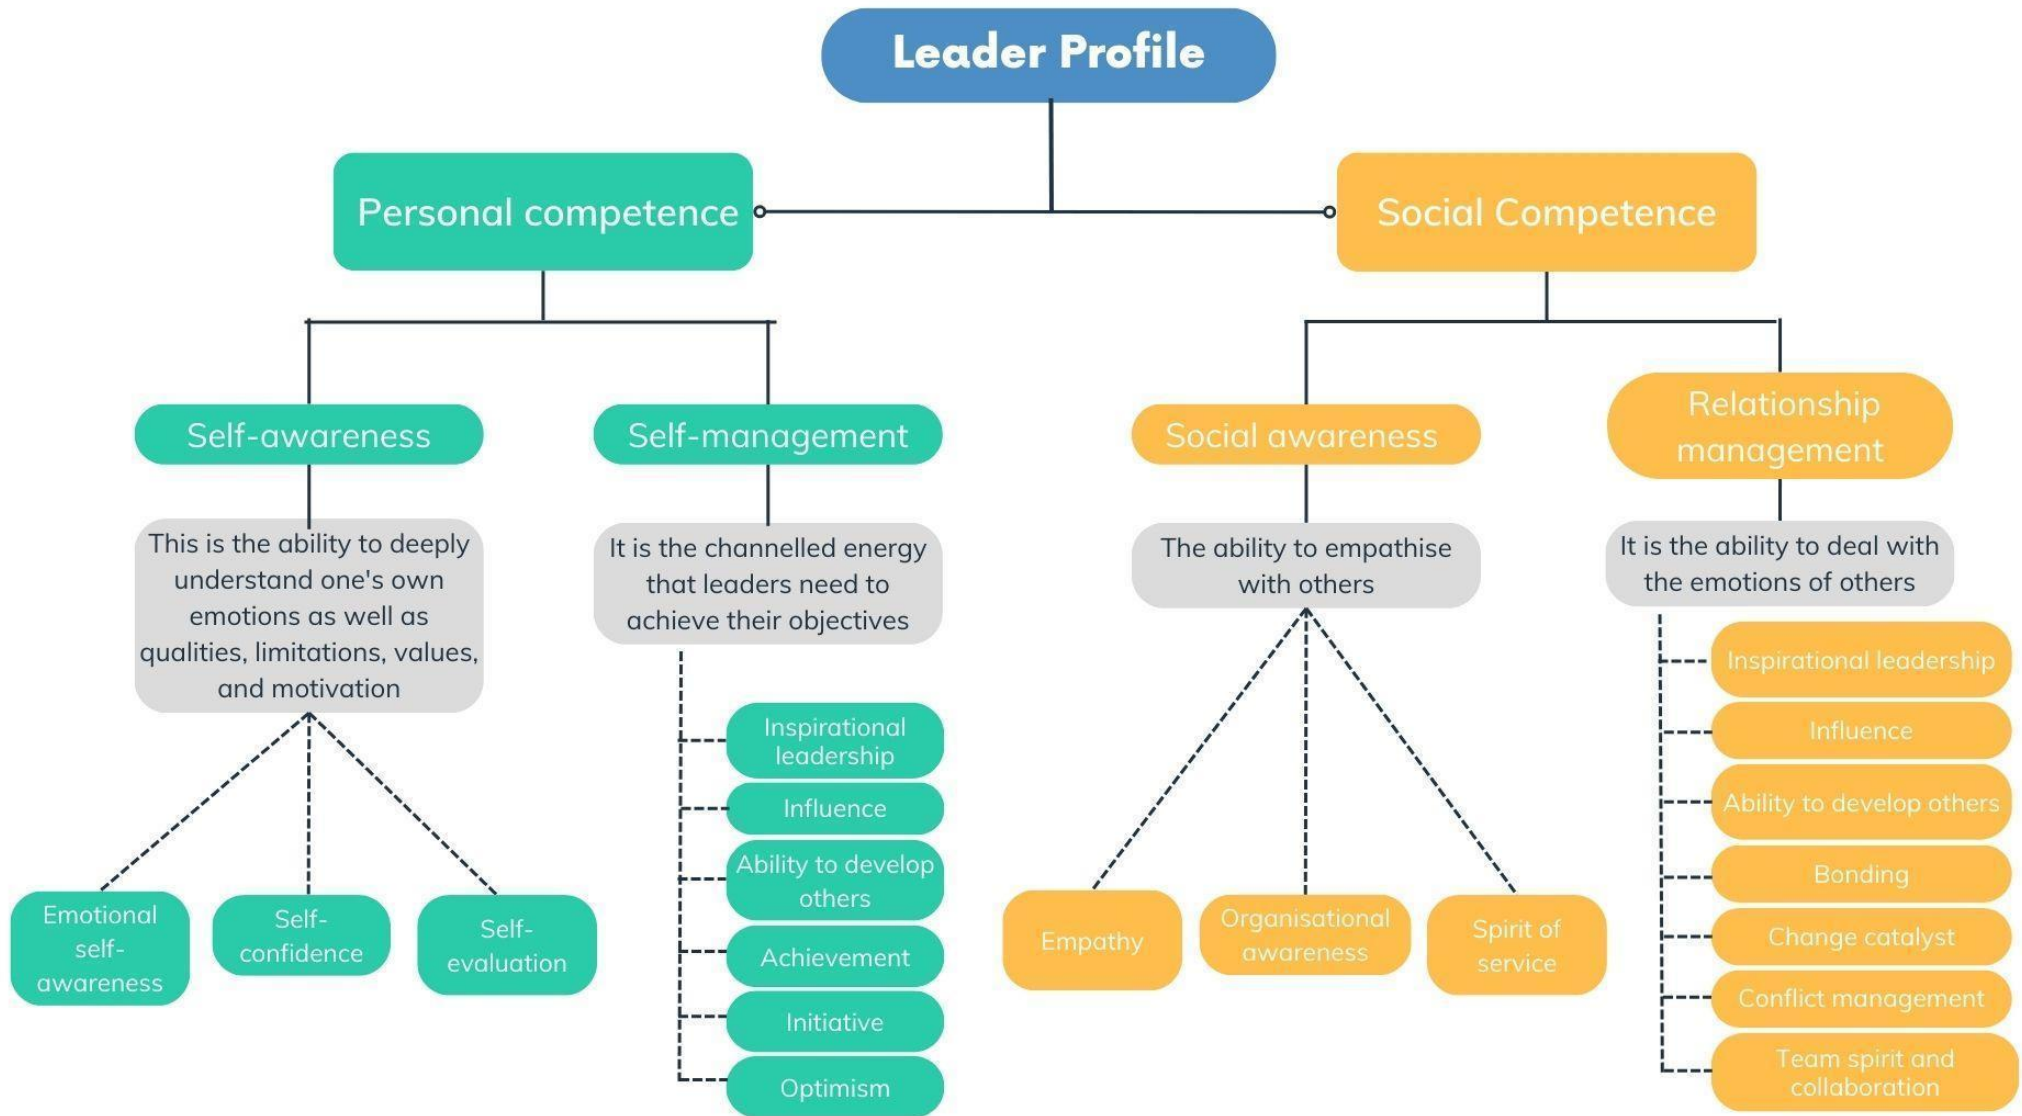 Leader Profile
Personal competence
Social Competence
Self-awareness
Self-management
Social awareness
Relationship
management
This is the ability to deeply
understand one's own
emotions as well as
qualities, limitations, values,
and motivation
It is the channelled energy
that leaders need to
achieve their objectives
The ability to empathise
with others
It is the ability to deal with
the emotions of others
Emotional
self-
awareness
Self-
confidence
Self-
evaluation
Inspirational
leadership
Influence
Ability to develop
others
Achievement
Initiative
Optimism
Empathy
Organisational
awareness
Spirit of
service
Inspirational leadership
Influence
Ability to develop others
Bonding
Change catalyst
Conflict management
Team spirit and
collaboration